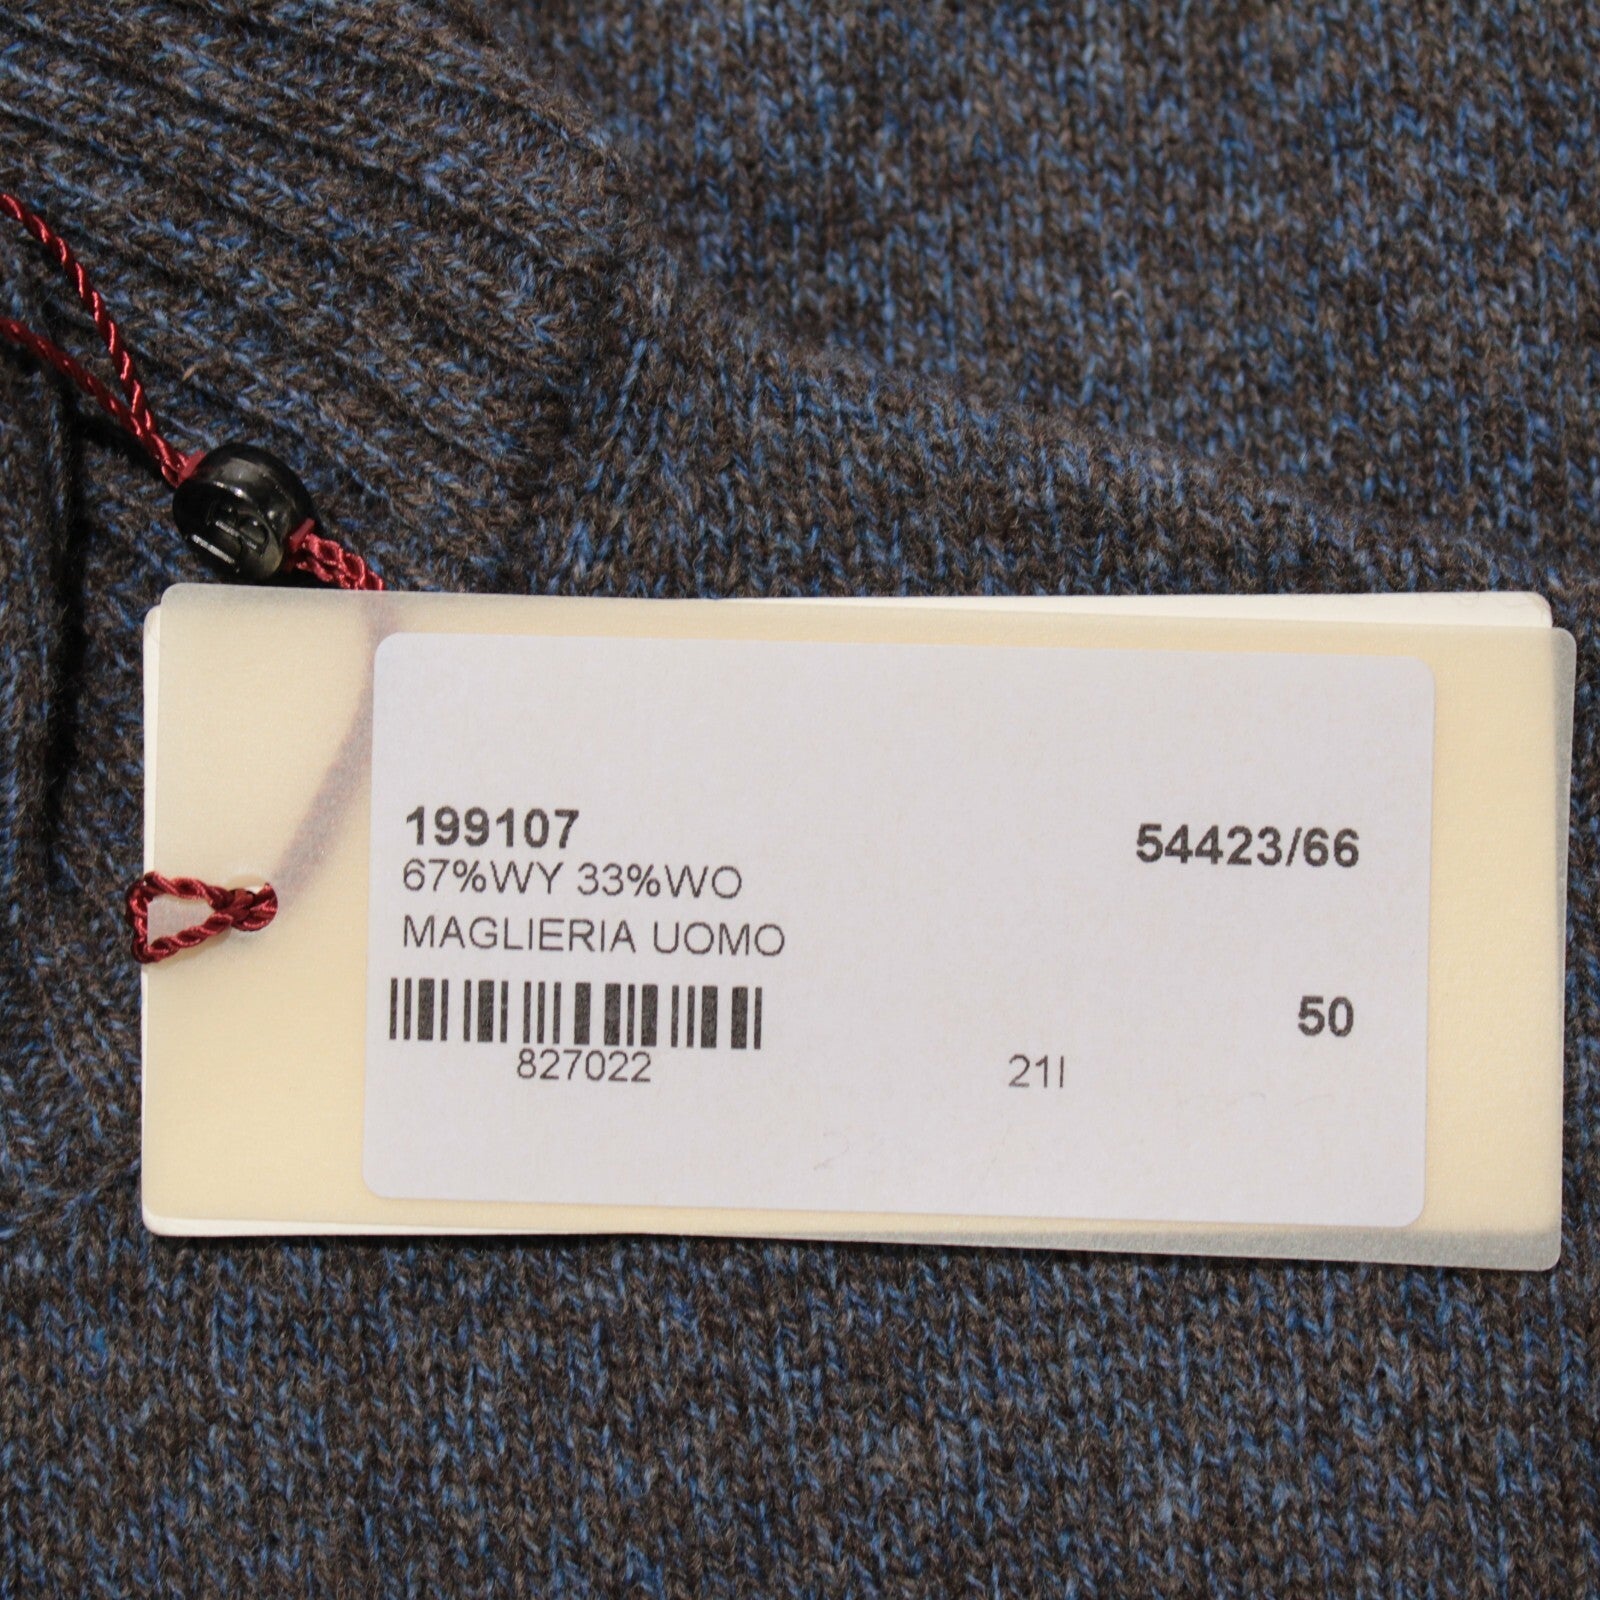 199107
54423/66
67%WY 33%WO
MAGLIERIA UOMO
50
827022
21I